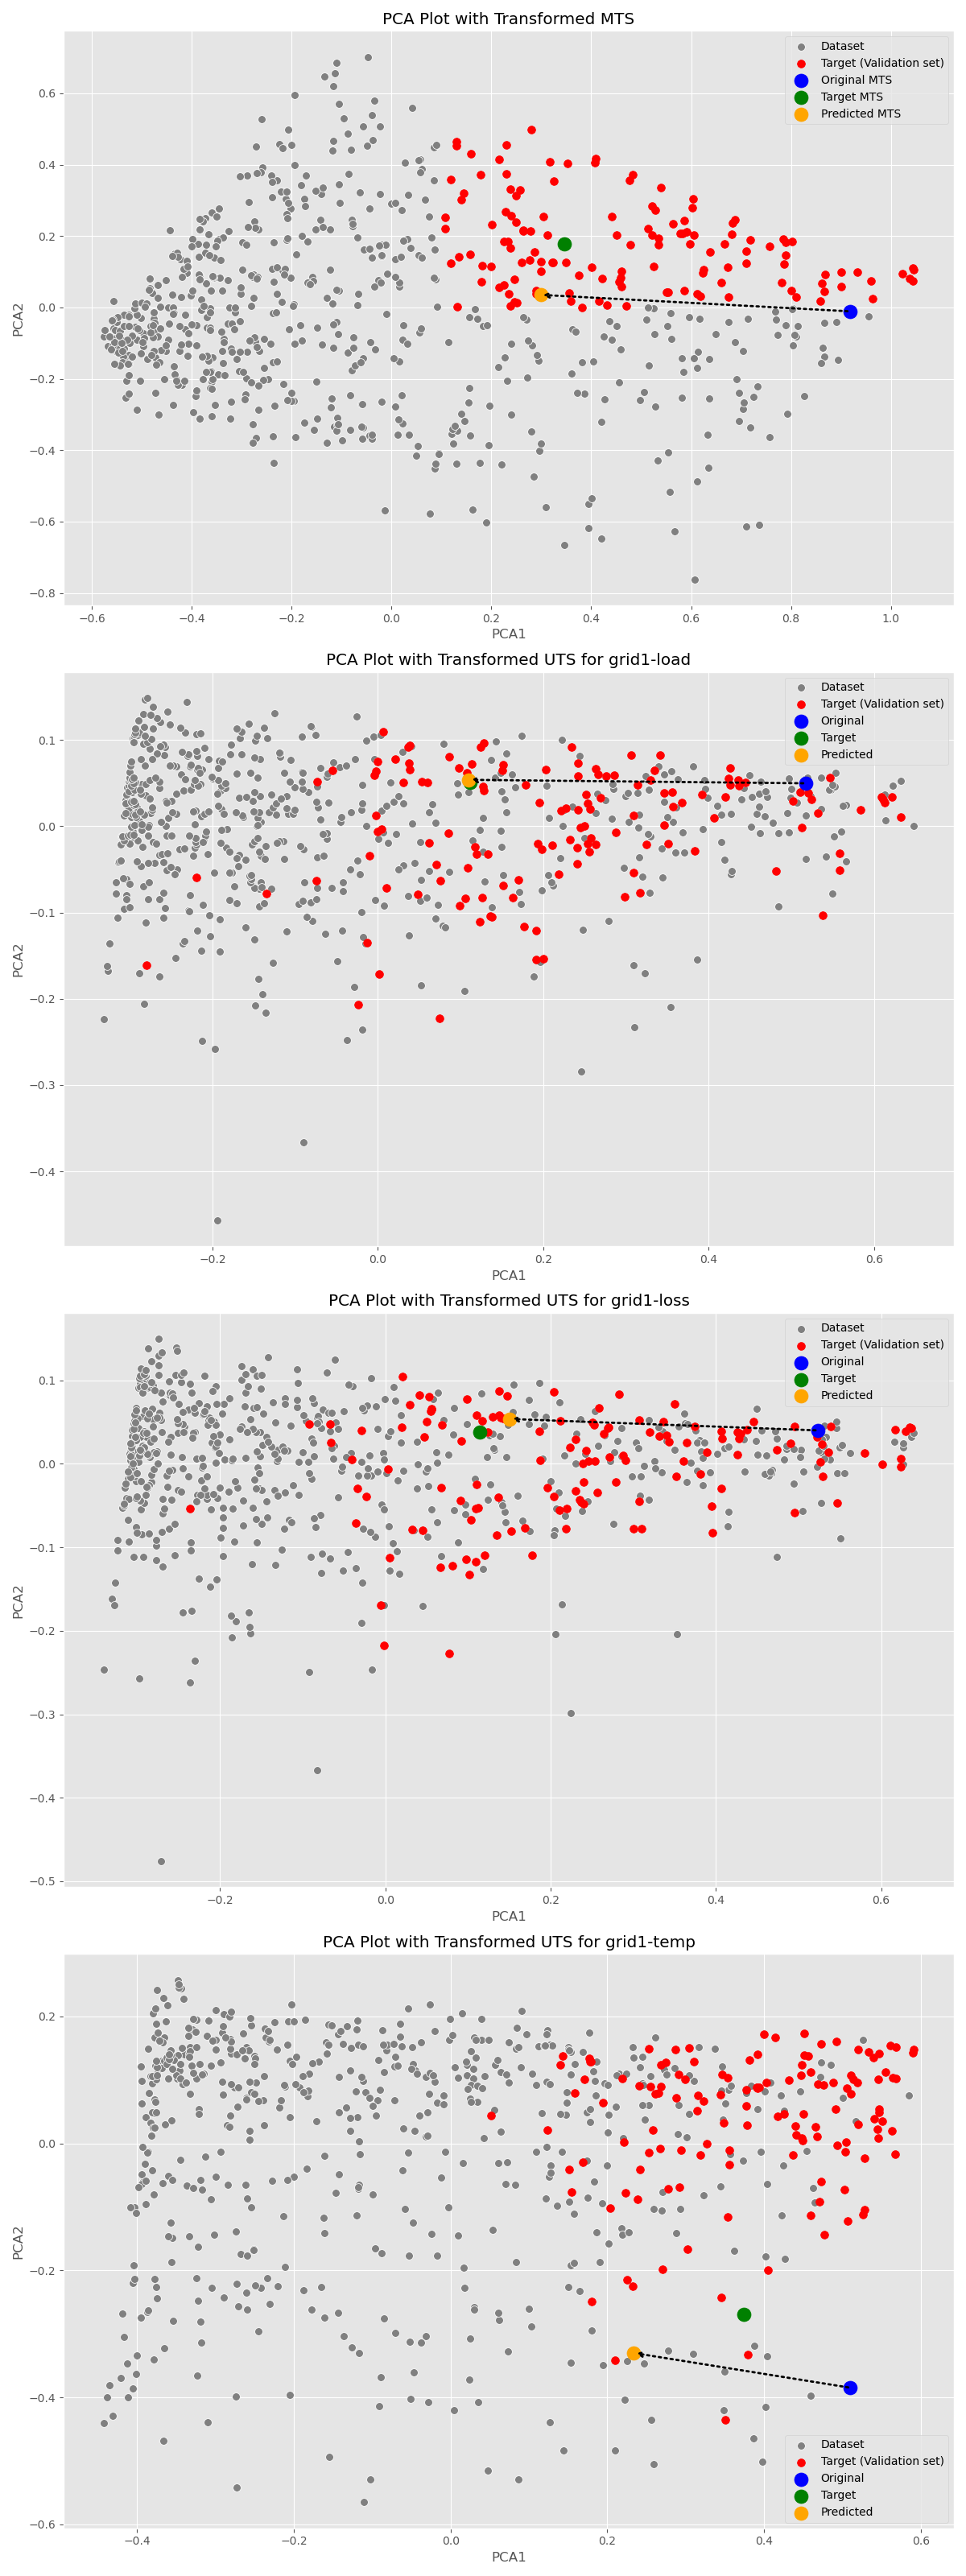 PCA Plot with Transformed MTS
Dataset
Target (Validation set)
Original MTS
Target MTS
Predicted MTS
0.6
0.4
0.2
0.0
−0.2
−0.4
−0.6
−0.8
PCA2
−0.6
−0.4
−0.2
0.0
0.2
0.4
0.6
0.8
1.0
PCA1
PCA Plot with Transformed UTS for grid1-load
Dataset
Target (Validation set)
Original
Target
Predicted
0.1
0.0
−0.1
−0.2
−0.3
−0.4
PCA2
−0.2
0.0
0.2
0.4
0.6
PCA1
PCA Plot with Transformed UTS for grid1-loss
Dataset
Target (Validation set)
Original
Target
Predicted
0.1
0.0
−0.1
−0.2
−0.3
−0.4
−0.5
PCA2
−0.2
0.0
0.2
0.4
0.6
PCA1
PCA Plot with Transformed UTS for grid1-temp
0.2
0.0
−0.2
−0.4
−0.6
PCA2
Dataset
Target (Validation set)
Original
Target
Predicted
−0.4
−0.2
0.0
0.2
0.4
0.6
PCA1